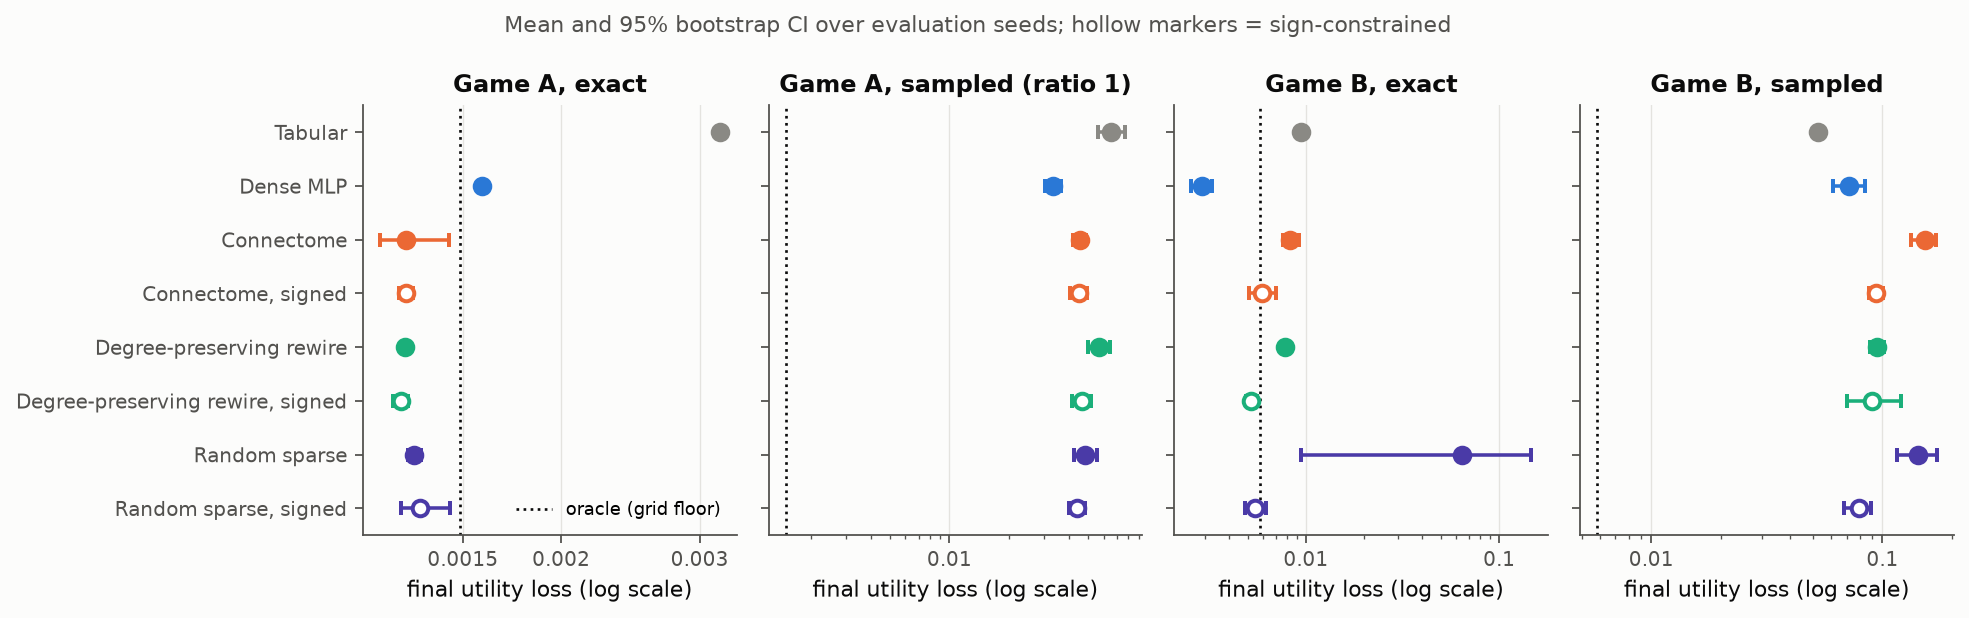 Mean and 95% bootstrap CI over evaluation seeds; hollow markers = sign-constrained
Game A, exact
Game A, sampled (ratio 1)
Game B, exact
Game B, sampled
Tabular
Dense MLP
Connectome
Connectome, signed
Degree-preserving rewire
Degree-preserving rewire, signed
Random sparse
Random sparse, signed
oracle (grid floor)
0.0015 0.002 0.003
0.01
0.01 0.1
0.01 0.1
final utility loss (log scale)
final utility loss (log scale)
final utility loss (log scale)
final utility loss (log scale)